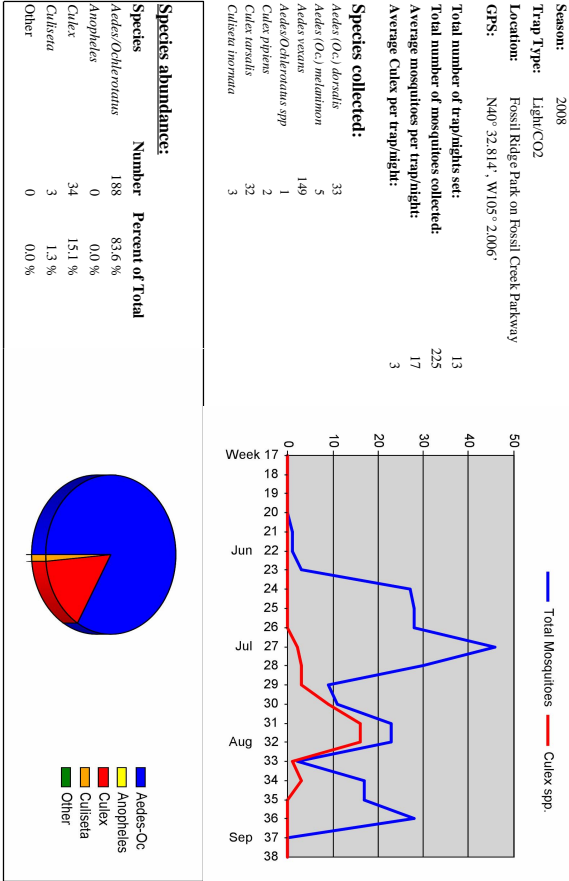 Season: 2008
Trap Type: Light/CO2
Location: Fossil Ridge Park on Fossil Creek Parkway
GPS: N40° 32.814', W105° 2.006'
Total number of trap/nights set: 13
Total number of mosquitoes collected: 225
Average mosquitoes per trap/night: 17
Average Culex per trap/night: 3
Species collected:
Aedes (Oc.) dorsalis 33
Aedes (Oc.) melanimon 5
Aedes vexans 149
Aedes/Ochlerotatus spp 1
Culex pipiens 2
Culex tarsalis 32
Culiseta inornata 3
Total Mosquitoes Culex spp.
50
40
30
20
10
0
Week 17 18 19 20 21 22 23 24 25 26 27 28 29 30 31 32 33 34 35 36 37 38
Jun Jul Aug Sep
Species abundance:
Species Number Percent of Total
Aedes/Ochlerotatus 188 83.6 %
Anopheles 0 0.0 %
Culex 34 15.1 %
Culiseta 3 1.3 %
Other 0 0.0 %
Aedes-Oc
Anopheles
Culex
Culiseta
Other